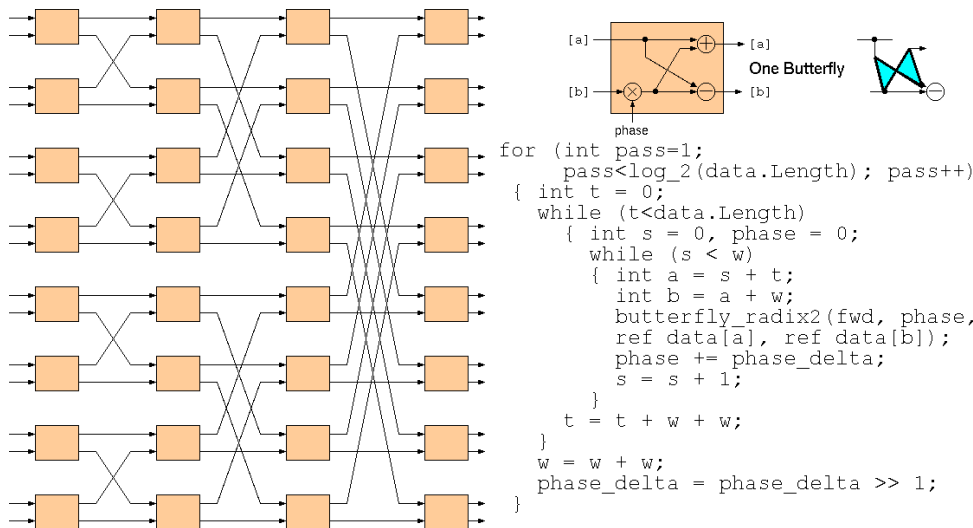 [a]
[a]
One Butterfly
[b]
[b]
phase
for (int pass=1;
pass<log_2(data.Length); pass++)
{ int t = 0;
while (t<data.Length)
{ int s = 0, phase = 0;
while (s < w)
{ int a = s + t;
int b = a + w;
butterfly_radix2(fwd, phase,
ref data[a], ref data[b]);
phase += phase_delta;
s = s + 1;
}
t = t + w + w;
}
w = w + w;
phase_delta = phase_delta >> 1;
}